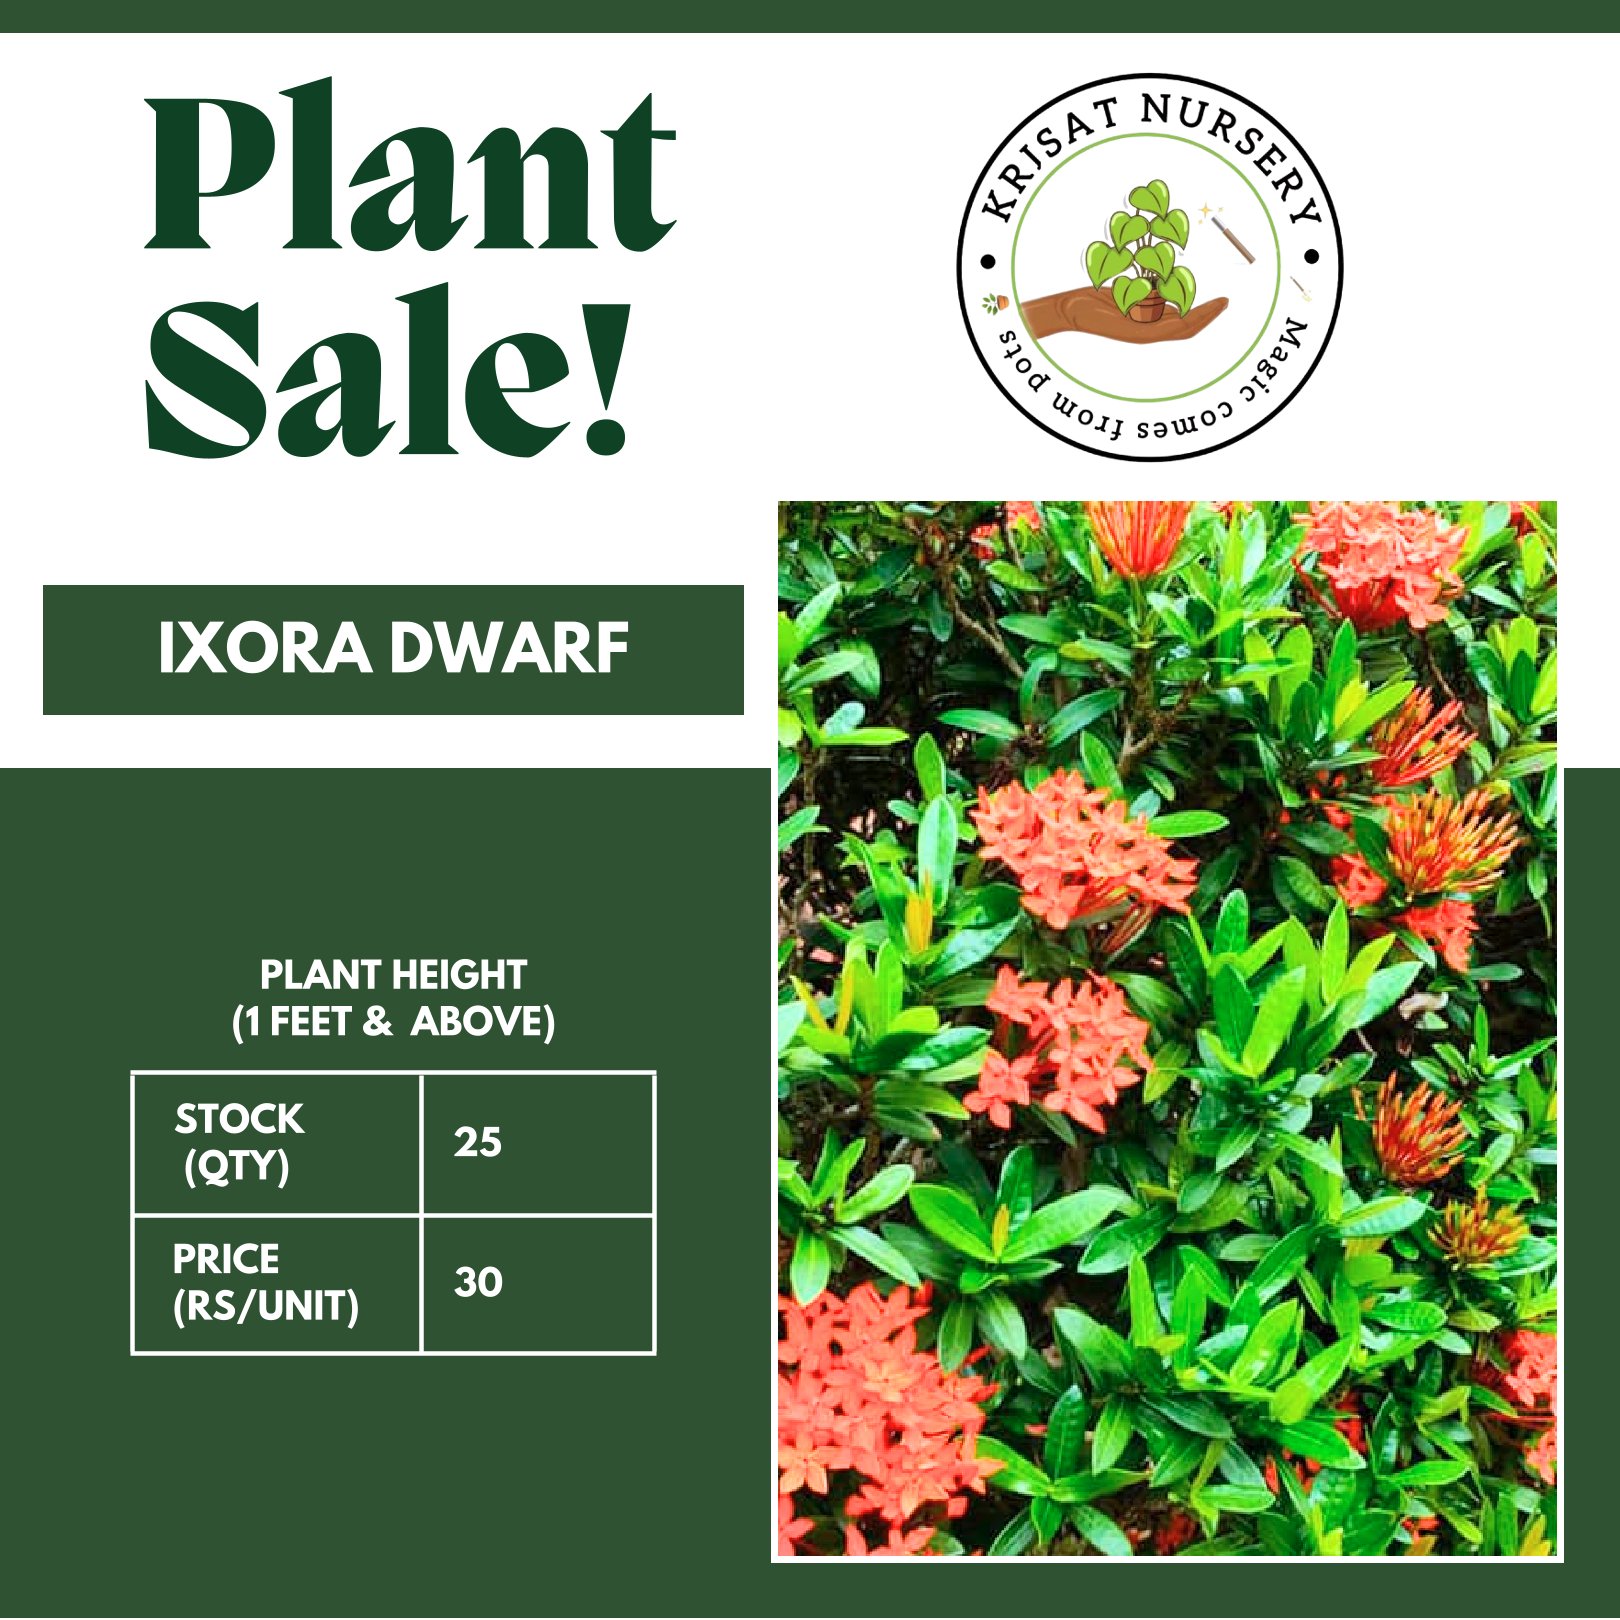 Plant
Sale!
KRISAT NURSERY
Magic comes from pots
IXORA DWARF
PLANT HEIGHT
(1 FEET & ABOVE)
STOCK
(QTY)
25
PRICE
(RS/UNIT)
30